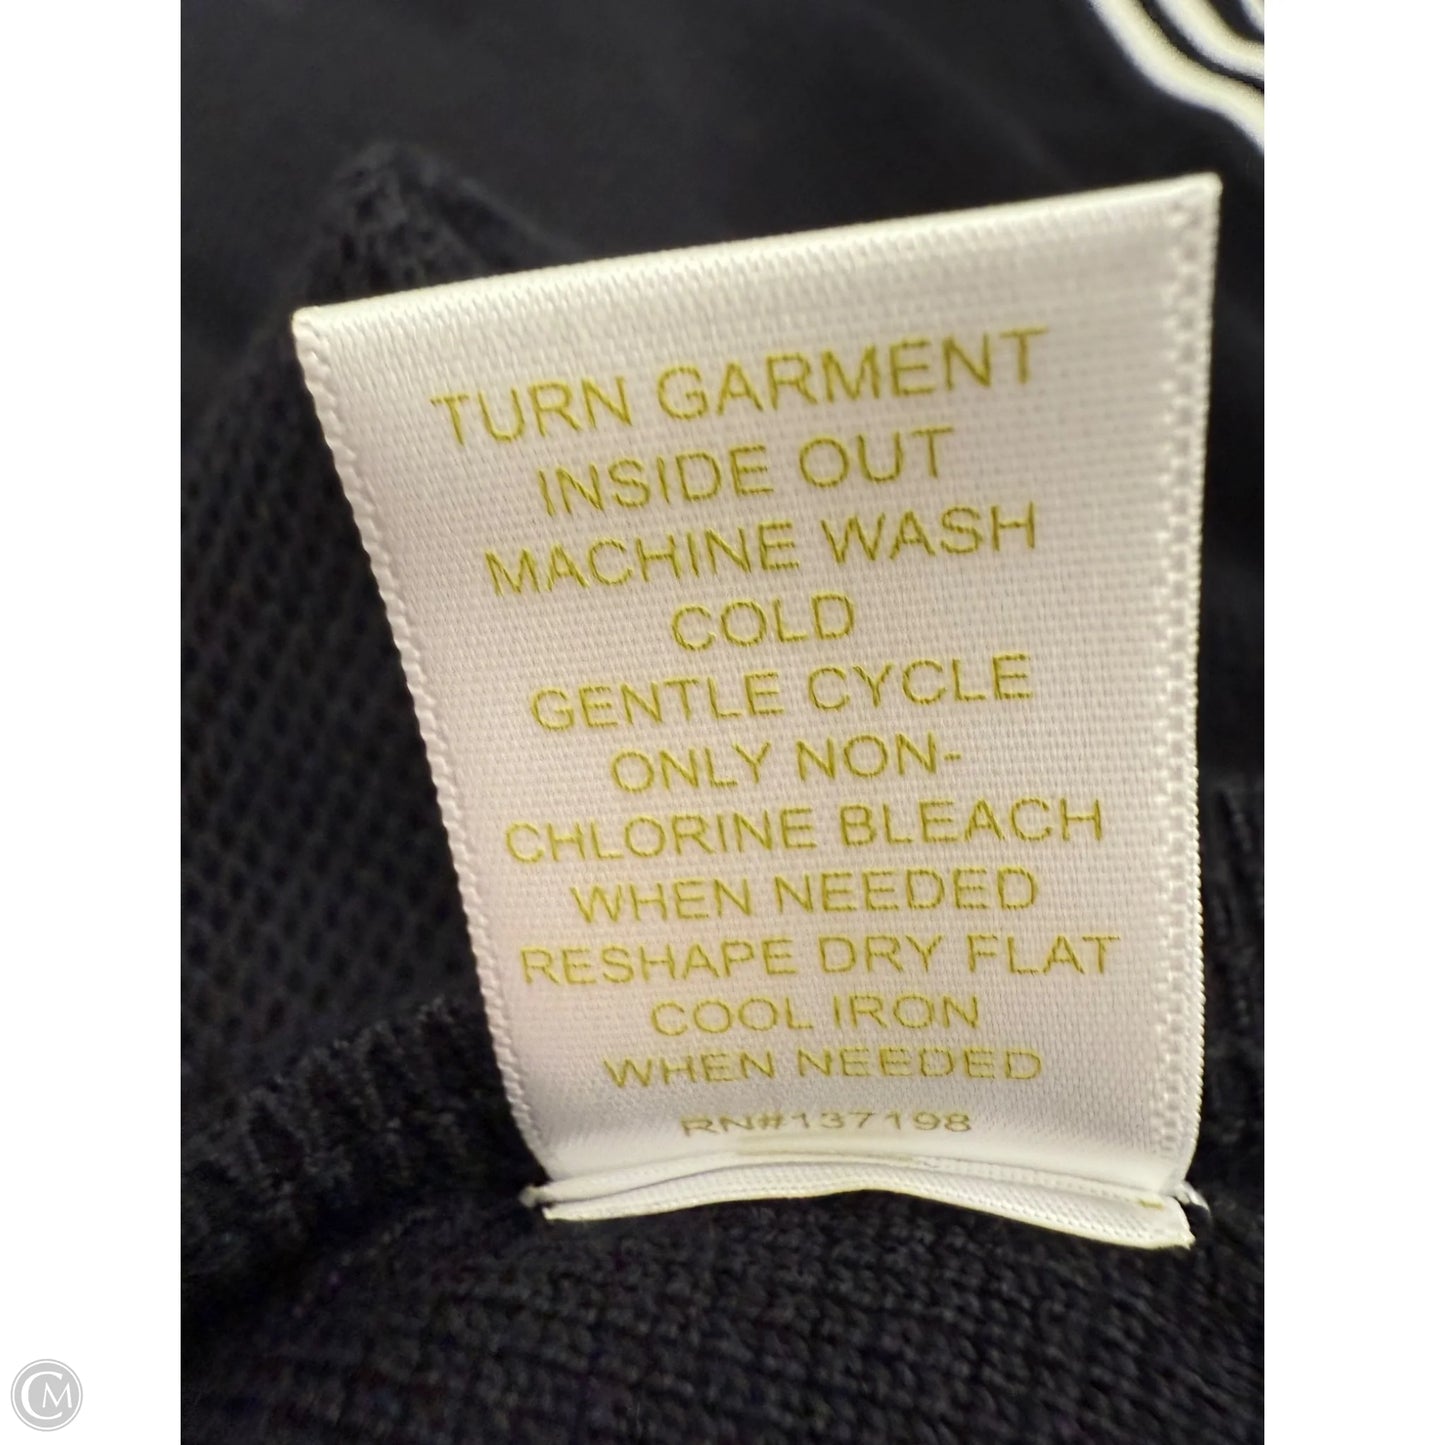 TURN GARMENT
INSIDE OUT
MACHINE WASH
COLD
GENTLE CYCLE
ONLY NON-
CHLORINE BLEACH
WHEN NEEDED
RESHAPE DRY FLAT
COOL IRON
WHEN NEEDED
RN#137198
CM